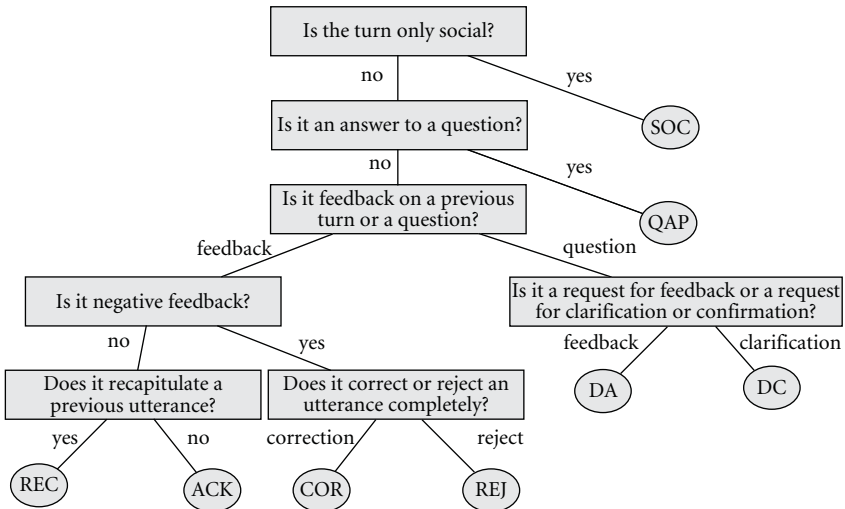 Is the turn only social?
no
yes
SOC
Is it an answer to a question?
no
yes
QAP
Is it feedback on a previous
turn or a question?
feedback
question
Is it negative feedback?
Is it a request for feedback or a request
for clarification or confirmation?
no
yes
feedback
clarification
DA
DC
Does it recapitulate a
previous utterance?
Does it correct or reject an
utterance completely?
yes
no
correction
reject
REC
ACK
COR
REJ